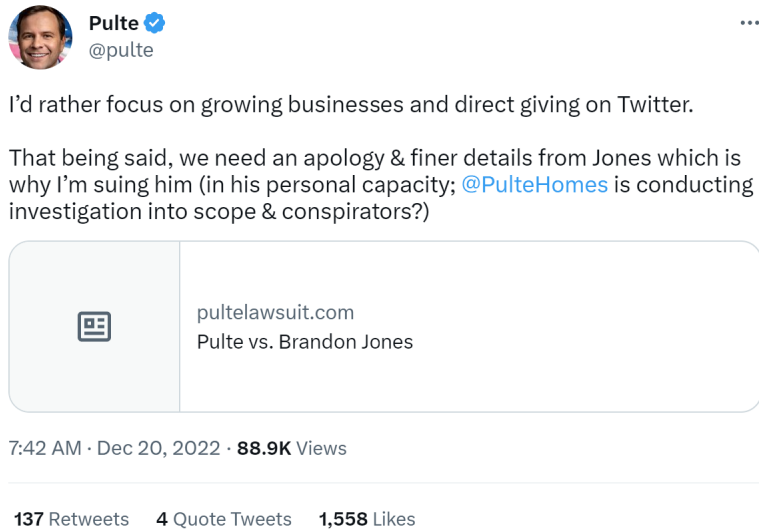 Pulte
@pulte
I’d rather focus on growing businesses and direct giving on Twitter.
That being said, we need an apology & finer details from Jones which is
why I’m suing him (in his personal capacity; @PulteHomes is conducting
investigation into scope & conspirators?)
pultelawsuit.com
Pulte vs. Brandon Jones
7:42 AM · Dec 20, 2022 · 88.9K Views
137 Retweets 4 Quote Tweets 1,558 Likes